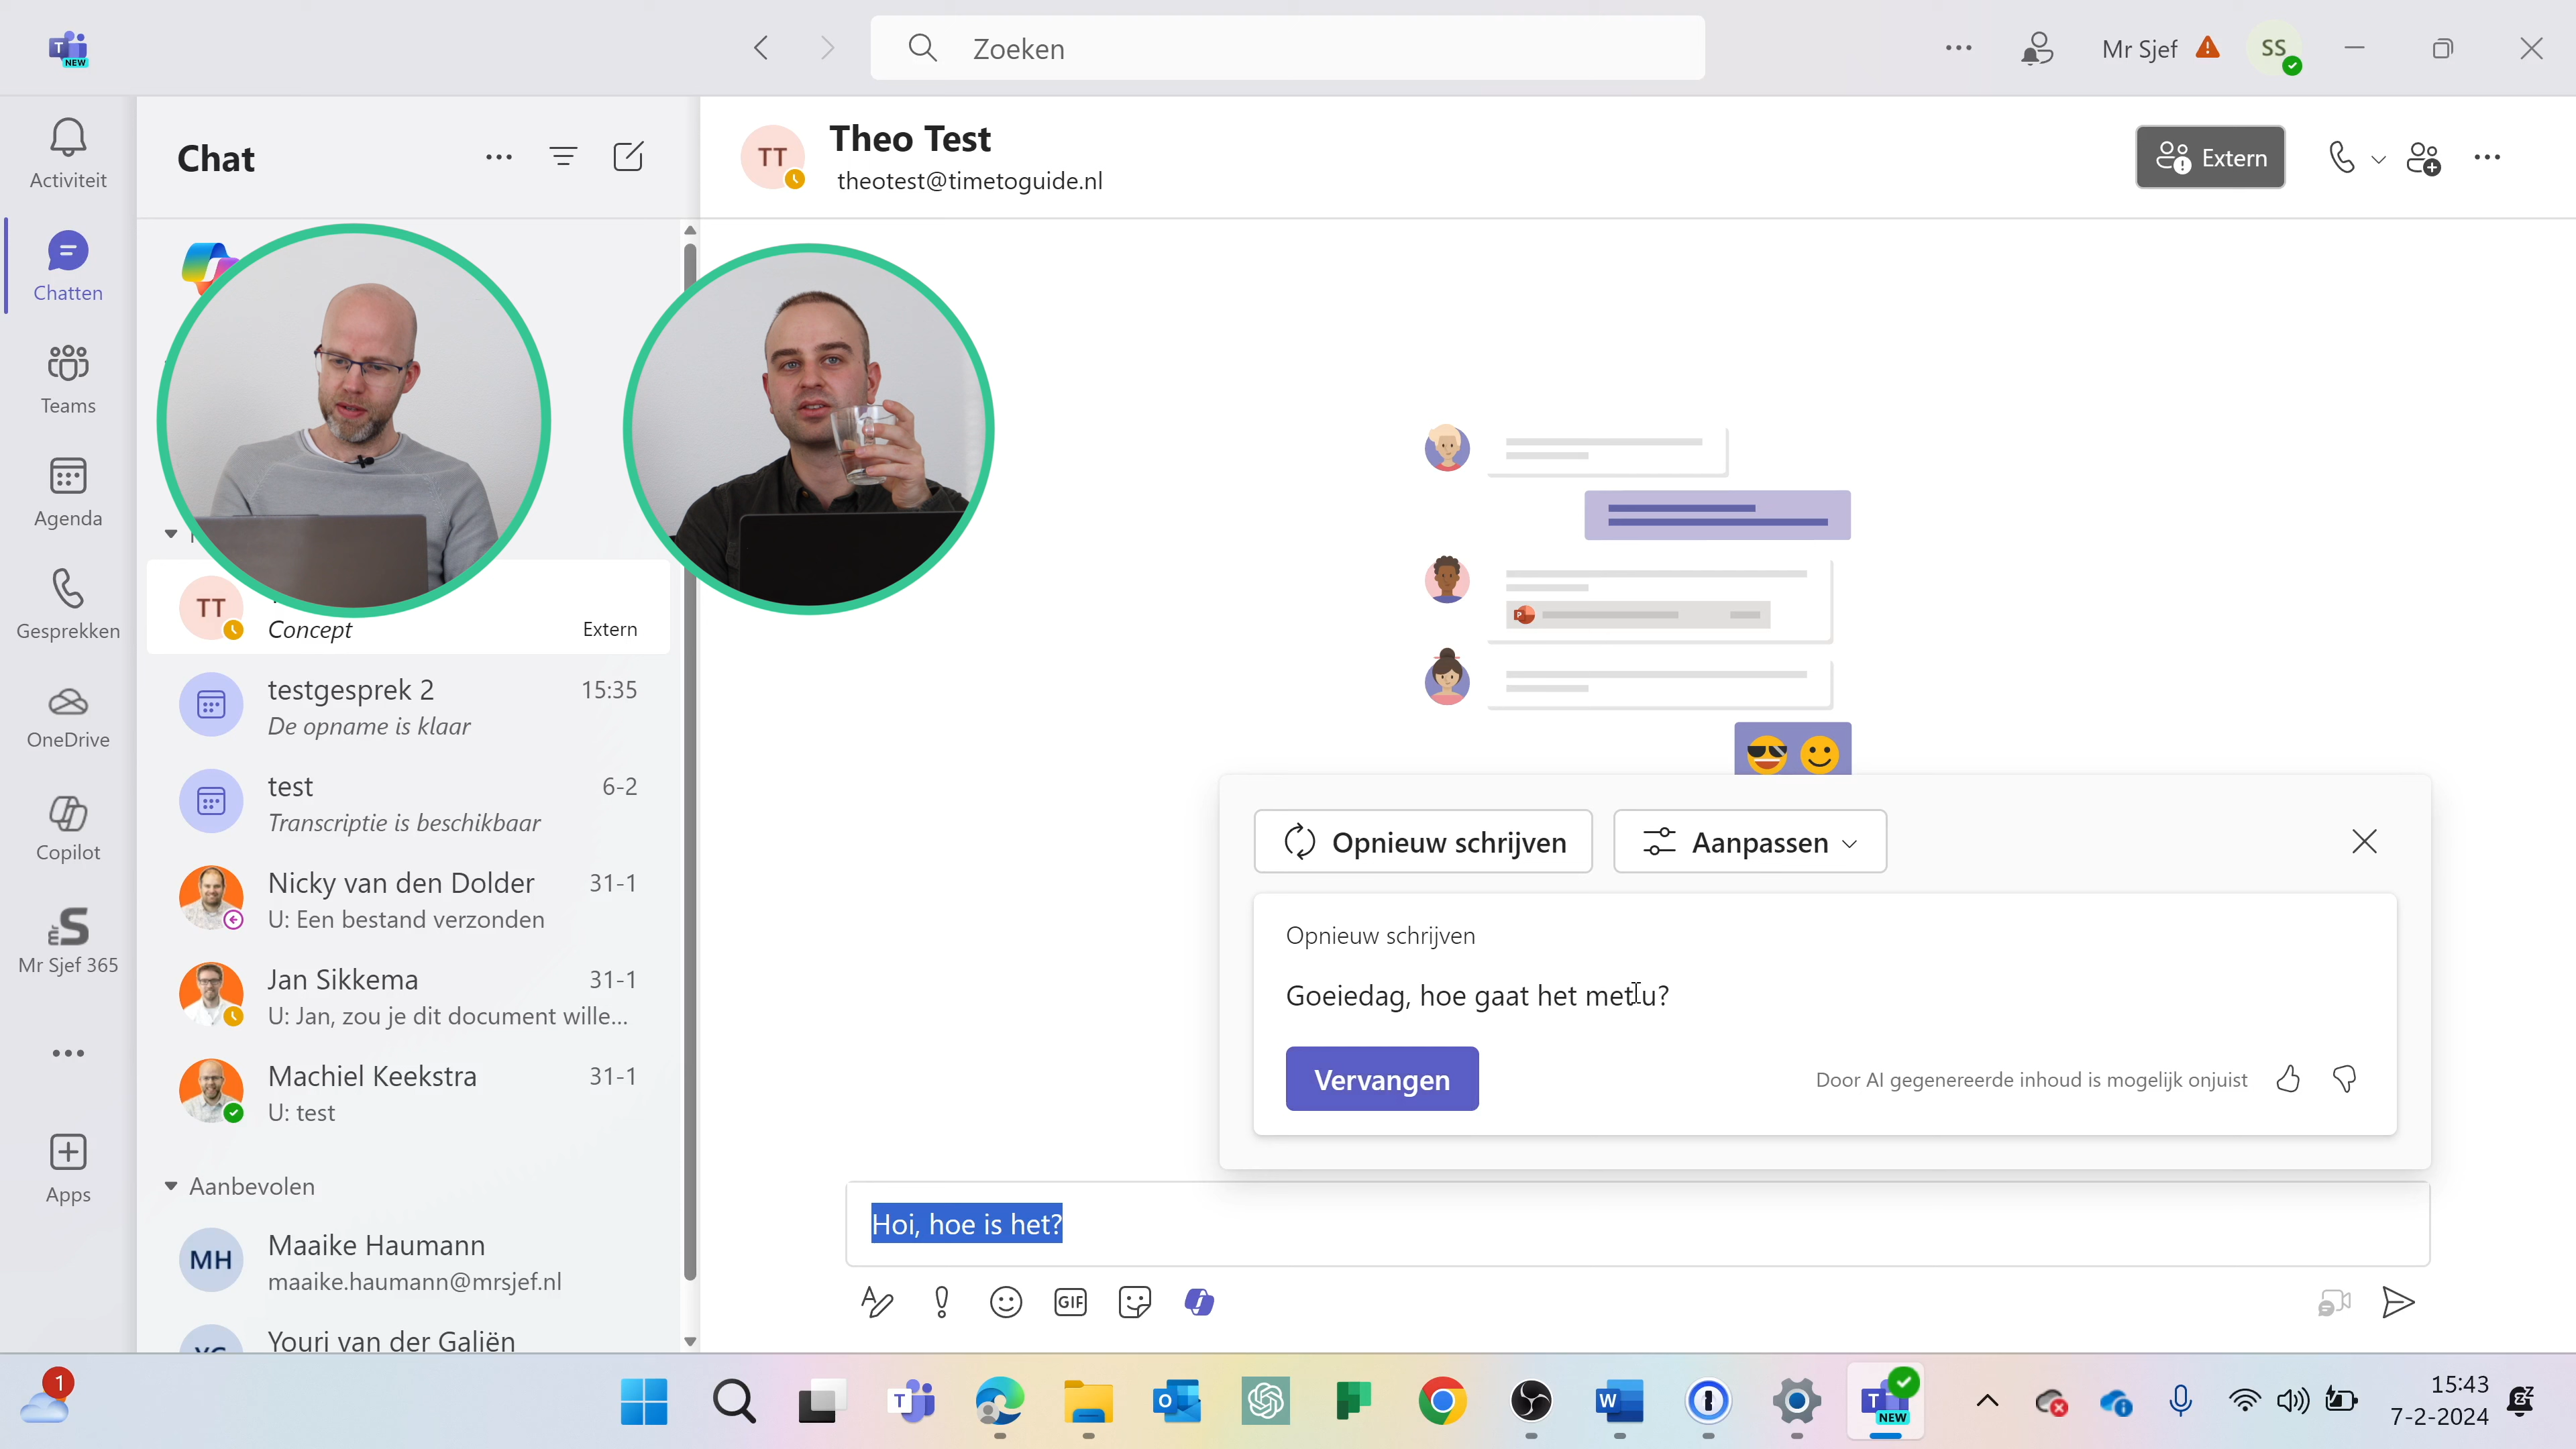 T
NEW
Zoeken
Mr Sjef
SS
Activiteit
Chatten
Teams
Agenda
Gesprekken
OneDrive
Copilot
Mr Sjef 365
Apps
Chat
TT
Concept
Extern
testgesprek 2
15:35
De opname is klaar
test
6-2
Transcriptie is beschikbaar
Nicky van den Dolder
31-1
U: Een bestand verzonden
Jan Sikkema
31-1
U: Jan, zou je dit document wille...
Machiel Keekstra
31-1
U: test
Aanbevolen
MH
Maaike Haumann
maaike.haumann@mrsjef.nl
Youri van der Galiën
TT
Theo Test
theotest@timetoguide.nl
Extern
P
Opnieuw schrijven
Aanpassen
Opnieuw schrijven
Goeiedag, hoe gaat het met u?
Vervangen
Door AI gegenereerde inhoud is mogelijk onjuist
Hoi, hoe is het?
GIF
1
T
O
W
T
NEW
15:43
7-2-2024